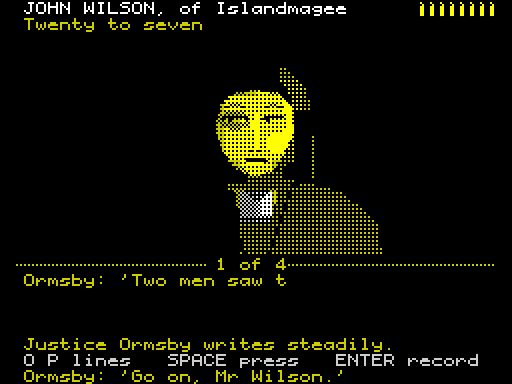 JOHN WILSON, of Islandmagee
Twenty to seven
1 of 4
Ormsby: 'Two men saw t
Justice Ormsby writes steadily.
O P lines   SPACE press   ENTER record
Ormsby: 'Go on, Mr Wilson.'